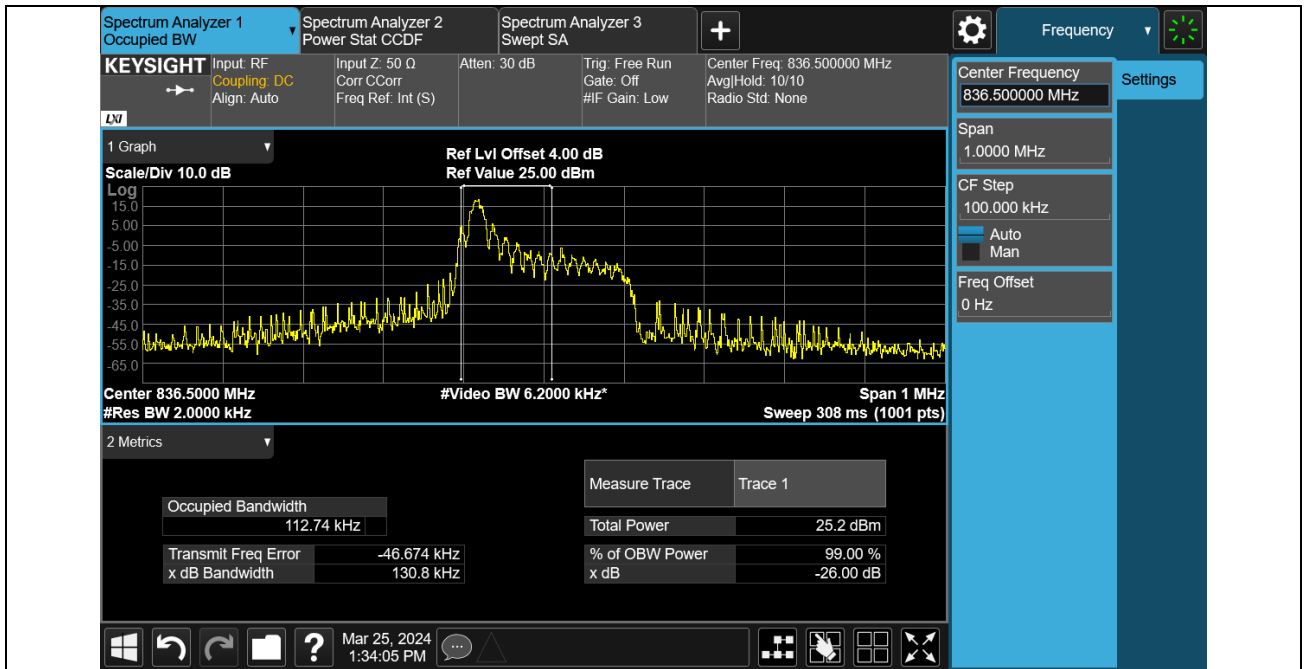 Spectrum Analyzer 1
Occupied BW
Spectrum Analyzer 2
Power Stat CCDF
Spectrum Analyzer 3
Swept SA
Frequency
KEYSIGHT
LXI
Input: RF
Coupling: DC
Align: Auto
Input Z: 50 Ω
Corr CCorr
Freq Ref: Int (S)
Atten: 30 dB
Trig: Free Run
Gate: Off
#IF Gain: Low
Center Freq: 836.500000 MHz
Avg|Hold: 10/10
Radio Std: None
Center Frequency
836.500000 MHz
Settings
Span
1.0000 MHz
CF Step
100.000 kHz
Auto
Man
Freq Offset
0 Hz
1 Graph
Scale/Div 10.0 dB
Ref Lvl Offset 4.00 dB
Ref Value 25.00 dBm
Log
15.0
5.00
-5.00
-15.0
-25.0
-35.0
-45.0
-55.0
-65.0
Center 836.5000 MHz
#Video BW 6.2000 kHz*
Span 1 MHz
#Res BW 2.0000 kHz
Sweep 308 ms (1001 pts)
2 Metrics
Measure Trace
Trace 1
Occupied Bandwidth
112.74 kHz
Total Power
25.2 dBm
Transmit Freq Error
-46.674 kHz
% of OBW Power
99.00 %
x dB Bandwidth
130.8 kHz
x dB
-26.00 dB
?
Mar 25, 2024
1:34:05 PM